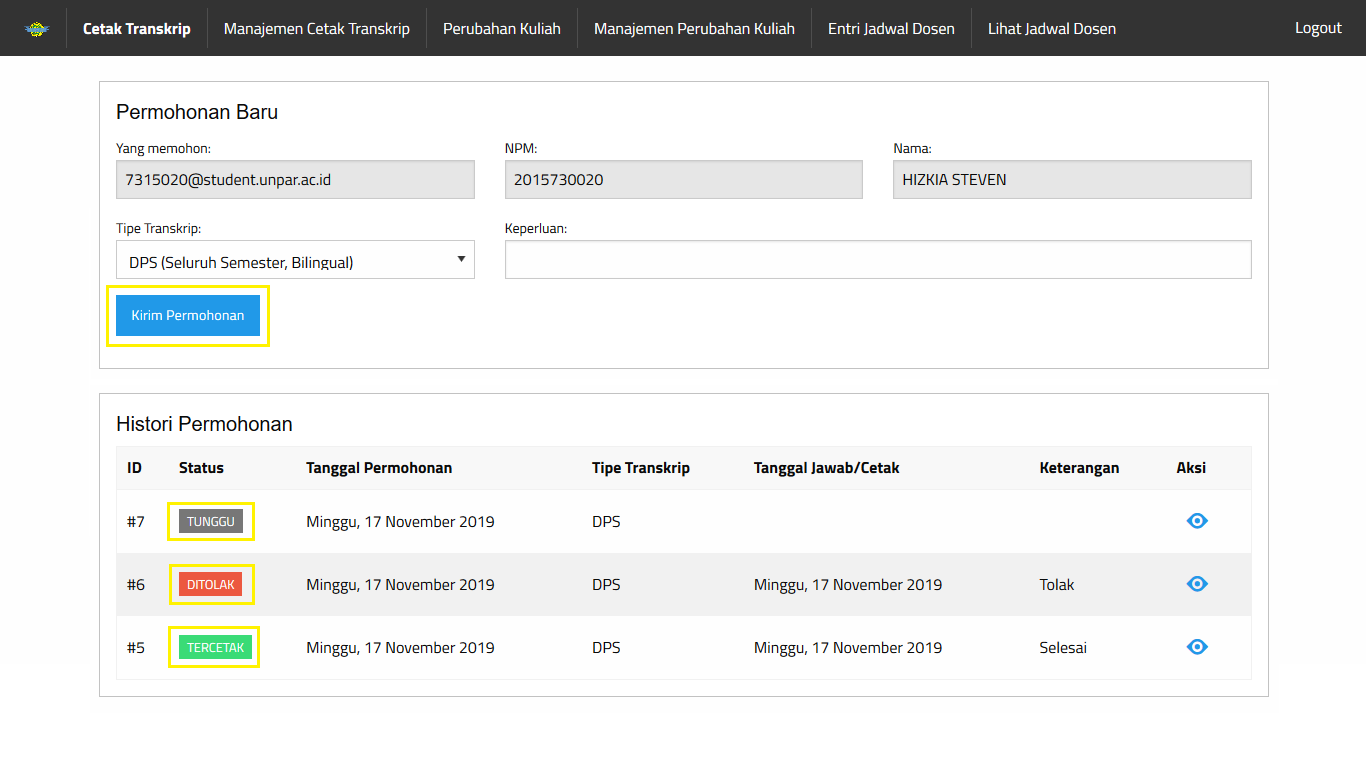 Cetak Transkrip Manajemen Cetak Transkrip Perubahan Kuliah Manajemen Perubahan Kuliah Entri Jadwal Dosen Lihat Jadwal Dosen Logout
Permohonan Baru
Yang memohon: NPM: Nama:
7315020@student.unpar.ac.id 2015730020 HIZKIA STEVEN
Tipe Transkrip: Keperluan:
DPS (Seluruh Semester, Bilingual)
Kirim Permohonan
Histori Permohonan
ID Status Tanggal Permohonan Tipe Transkrip Tanggal Jawab/Cetak Keterangan Aksi
#7 TUNGGU Minggu, 17 November 2019 DPS
#6 DITOLAK Minggu, 17 November 2019 DPS Minggu, 17 November 2019 Tolak
#5 TERCETAK Minggu, 17 November 2019 DPS Minggu, 17 November 2019 Selesai